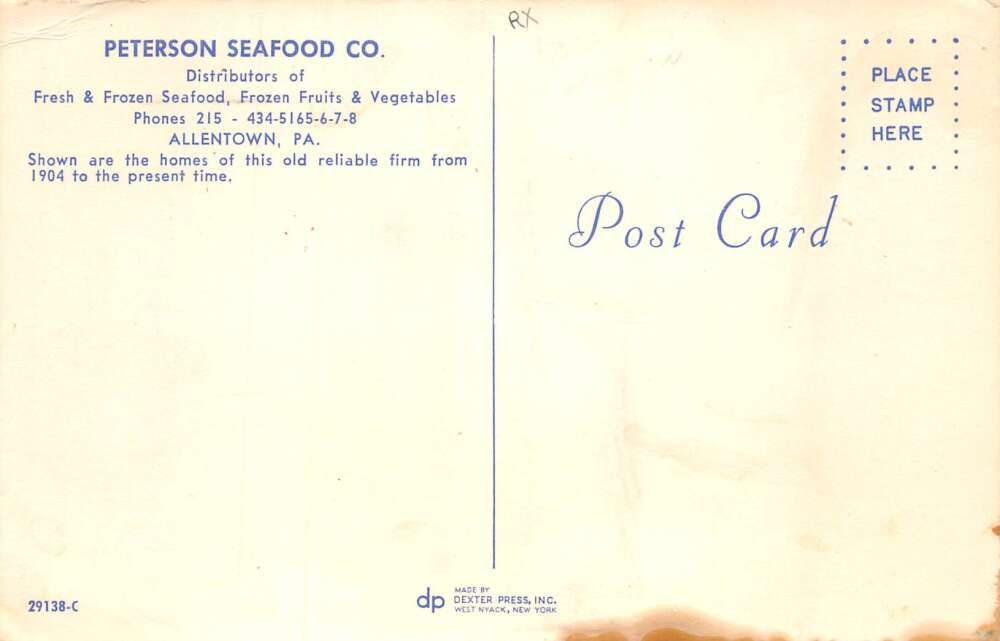 RX
PETERSON SEAFOOD CO.
Distributors of
Fresh & Frozen Seafood, Frozen Fruits & Vegetables
Phones 215 - 434-5165-6-7-8
ALLENTOWN, PA.
Shown are the homes of this old reliable firm from
1904 to the present time.
PLACE
STAMP
HERE
Post Card
29138-C
dp
MADE BY
DEXTER PRESS, INC.
WEST NYACK, NEW YORK